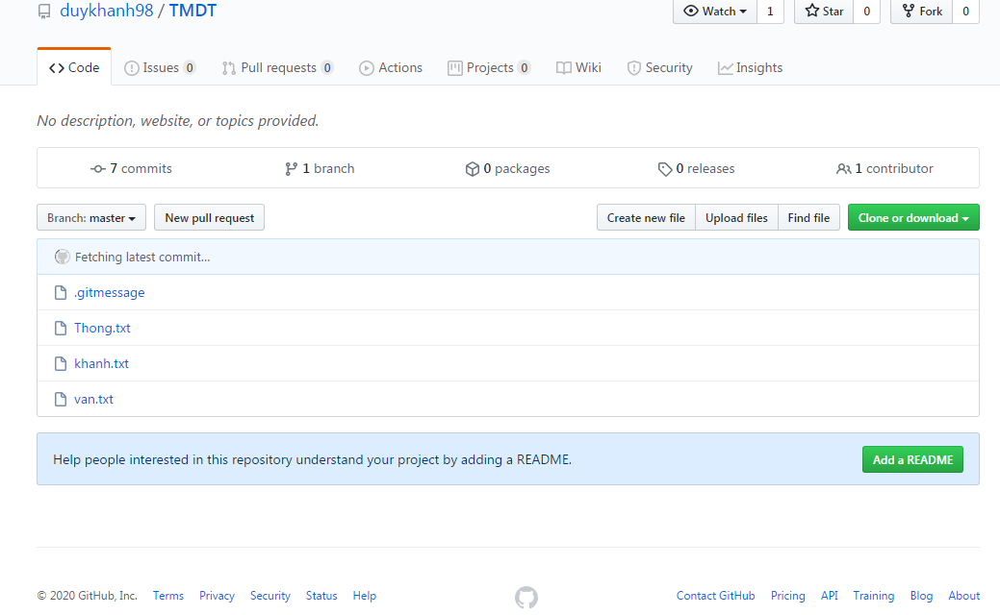 duykhanh98 / TMDT Watch 1 Star 0 Fork 0
Code Issues 0 Pull requests 0 Actions Projects 0 Wiki Security Insights
No description, website, or topics provided.
7 commits 1 branch 0 packages 0 releases 1 contributor
Branch: master New pull request Create new file Upload files Find file Clone or download
Fetching latest commit...
.gitmessage
Thong.txt
khanh.txt
van.txt
Help people interested in this repository understand your project by adding a README. Add a README
© 2020 GitHub, Inc. Terms Privacy Security Status Help Contact GitHub Pricing API Training Blog About